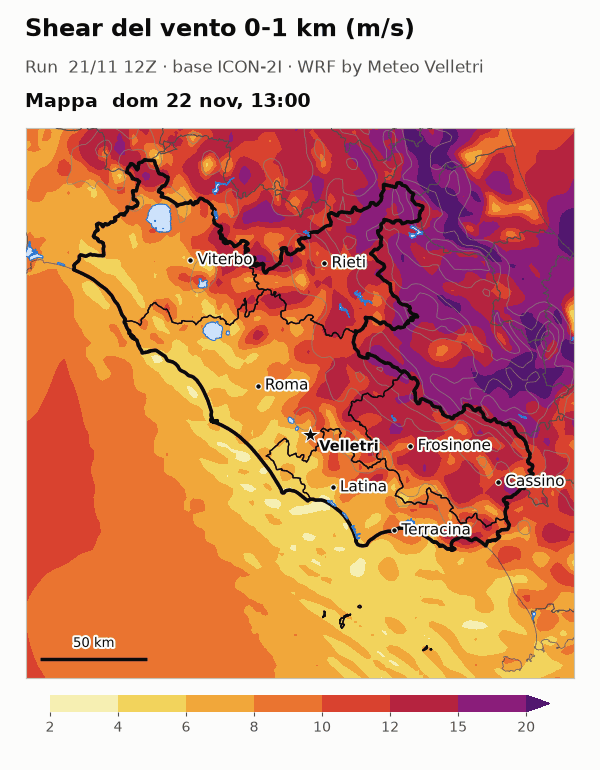 Shear del vento 0-1 km (m/s)
Run  21/11 12Z · base ICON-2I · WRF by Meteo Velletri
Mappa  dom 22 nov, 13:00
Viterbo
Rieti
Roma
Velletri
Frosinone
Cassino
Latina
Terracina
50 km
2 4 6 8 10 12 15 20